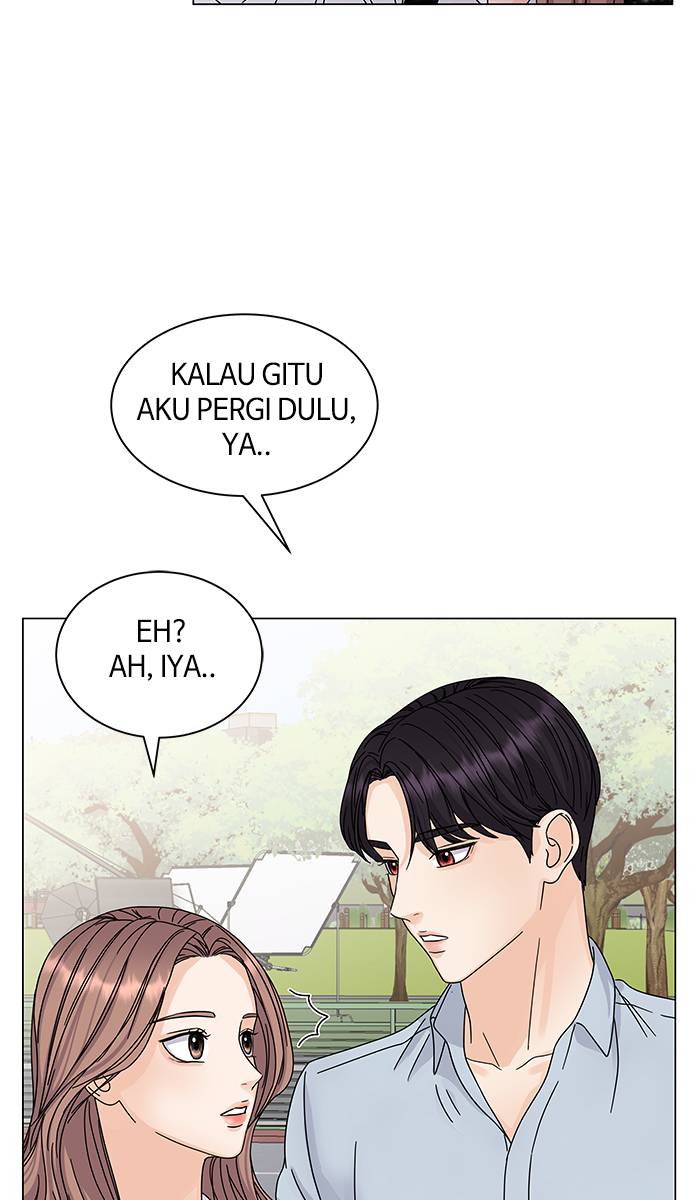 KALAU GITU
AKU PERGI DULU,
YA..
EH?
AH, IYA..